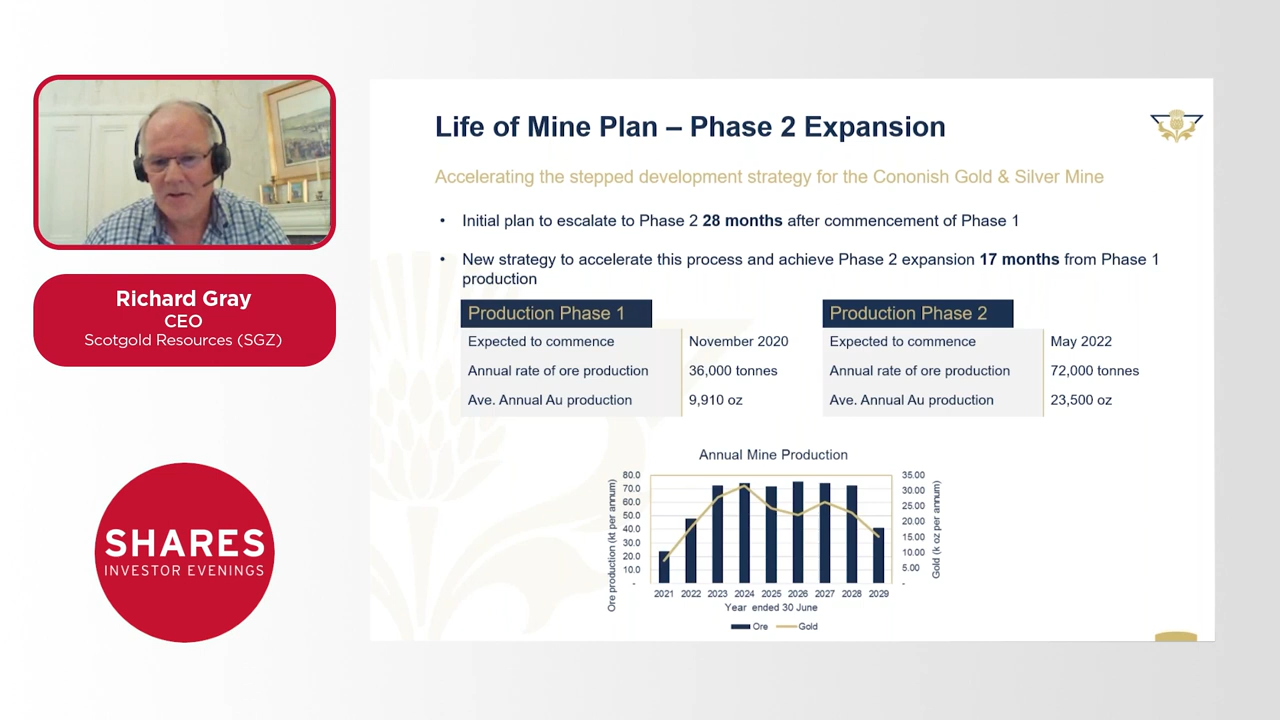 Richard Gray
CEO
Scotgold Resources (SGZ)
SHARES
INVESTOR EVENINGS
Life of Mine Plan – Phase 2 Expansion
Accelerating the stepped development strategy for the Cononish Gold & Silver Mine
• Initial plan to escalate to Phase 2 28 months after commencement of Phase 1
• New strategy to accelerate this process and achieve Phase 2 expansion 17 months from Phase 1
production
Production Phase 1
Expected to commence November 2020
Annual rate of ore production 36,000 tonnes
Ave. Annual Au production 9,910 oz
Production Phase 2
Expected to commence May 2022
Annual rate of ore production 72,000 tonnes
Ave. Annual Au production 23,500 oz
Annual Mine Production
Ore production (kt per annum)
80.0
70.0
60.0
50.0
40.0
30.0
20.0
10.0
-
35.00
30.00
25.00
20.00
15.00
10.00
5.00
-
Gold (k oz per annum)
2021 2022 2023 2024 2025 2026 2027 2028 2029
Year ended 30 June
Ore Gold